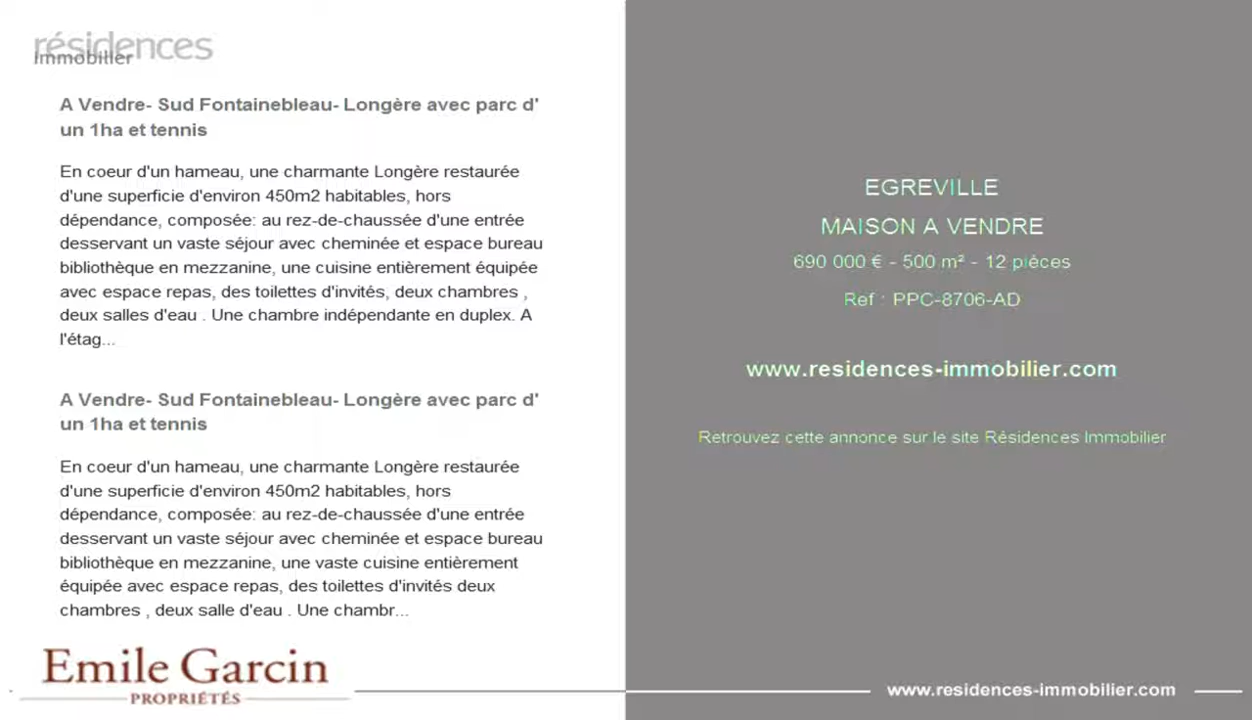 résidences
Immobilier
A Vendre- Sud Fontainebleau- Longère avec parc d'
un 1ha et tennis
En coeur d'un hameau, une charmante Longère restaurée
d'une superficie d'environ 450m2 habitables, hors
dépendance, composée: au rez-de-chaussée d'une entrée
desservant un vaste séjour avec cheminée et espace bureau
bibliothèque en mezzanine, une cuisine entièrement équipée
avec espace repas, des toilettes d'invités, deux chambres ,
deux salles d'eau . Une chambre indépendante en duplex. A
l'étag...
A Vendre- Sud Fontainebleau- Longère avec parc d'
un 1ha et tennis
En coeur d'un hameau, une charmante Longère restaurée
d'une superficie d'environ 450m2 habitables, hors
dépendance, composée: au rez-de-chaussée d'une entrée
desservant un vaste séjour avec cheminée et espace bureau
bibliothèque en mezzanine, une vaste cuisine entièrement
équipée avec espace repas, des toilettes d'invités deux
chambres , deux salle d'eau . Une chambr...
Emile Garcin
PROPRIÉTÉS
EGREVILLE
MAISON A VENDRE
690 000 € - 500 m² - 12 pièces
Ref : PPC-8706-AD
www.residences-immobilier.com
Retrouvez cette annonce sur le site Résidences Immobilier
www.residences-immobilier.com